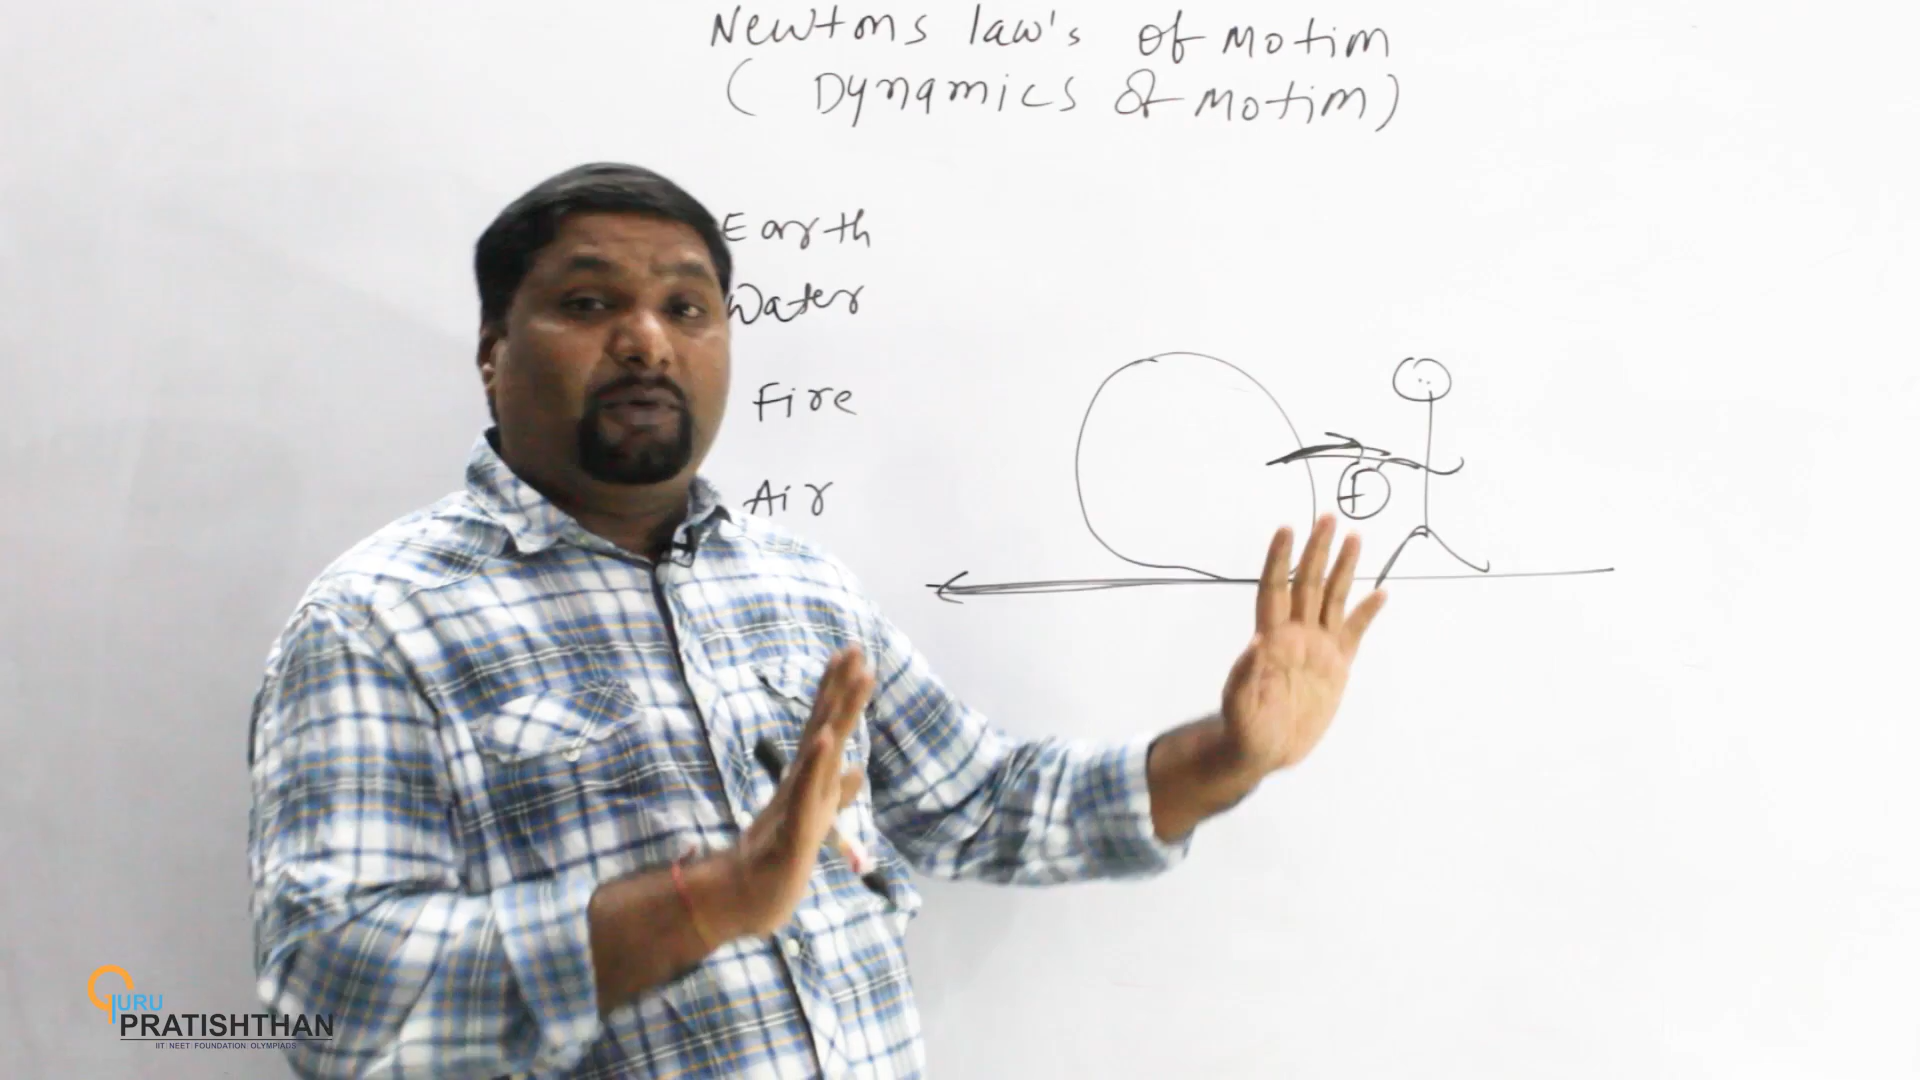 Newtons law's of Motion
( Dynamics of Motion)
Earth
Water
Fire
Air
F
GURU
PRATISHTHAN
IIT NEET FOUNDATION OLYMPIADS